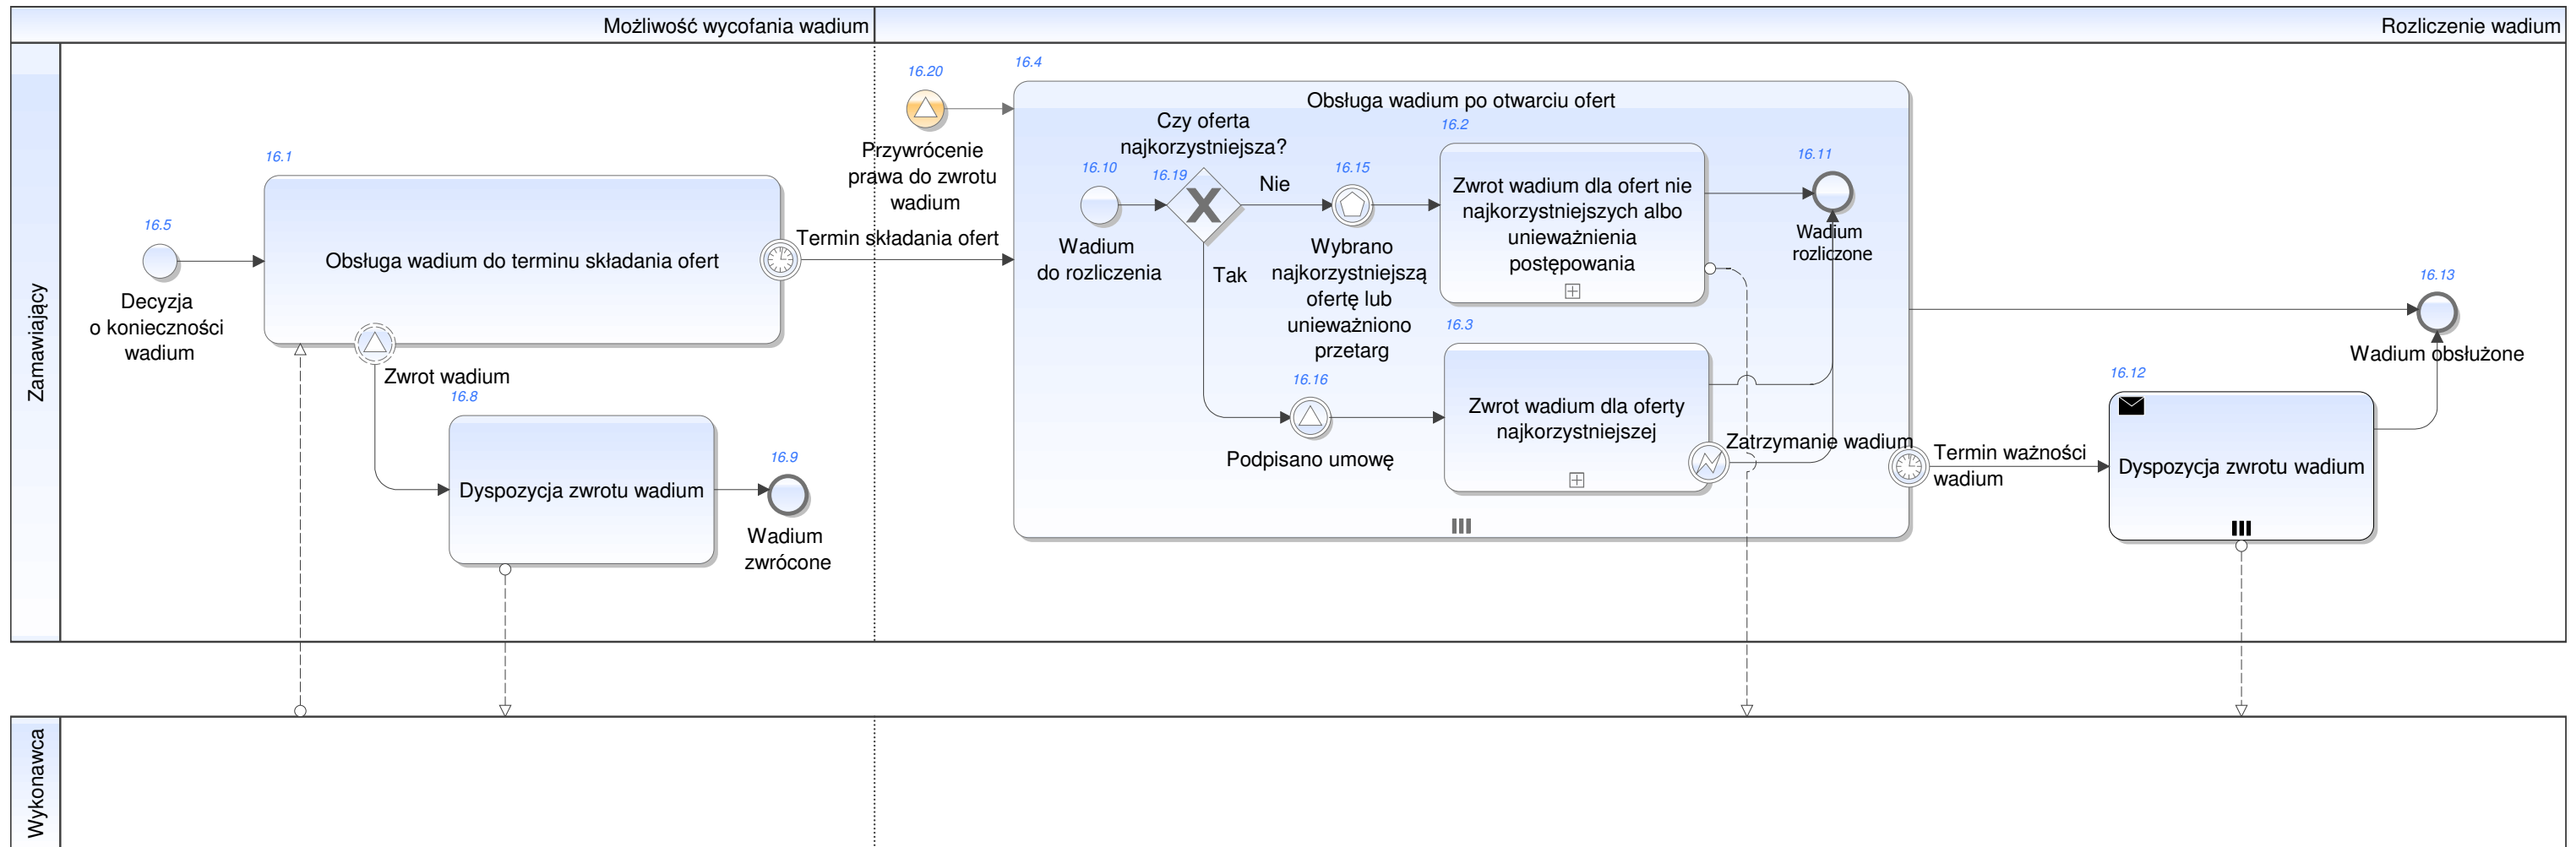 Możliwość wycofania wadium
Rozliczenie wadium
Zamawiający
16.5
Decyzja
o konieczności
wadium
16.1
Obsługa wadium do terminu składania ofert
Termin składania ofert
Zwrot wadium
16.8
Dyspozycja zwrotu wadium
16.9
Wadium
zwrócone
16.20
Przywrócenie
prawa do zwrotu
wadium
16.4
Obsługa wadium po otwarciu ofert
16.10
Wadium
do rozliczenia
Czy oferta
najkorzystniejsza?
16.19
Nie
Tak
16.15
Wybrano
najkorzystniejszą
ofertę lub
unieważniono
przetarg
16.2
Zwrot wadium dla ofert nie
najkorzystniejszych albo
unieważnienia
postępowania
16.11
Wadium
rozliczone
16.16
Podpisano umowę
16.3
Zwrot wadium dla oferty
najkorzystniejszej
Zatrzymanie wadium
Termin ważności
wadium
16.12
Dyspozycja zwrotu wadium
16.13
Wadium obsłużone
Wykonawca